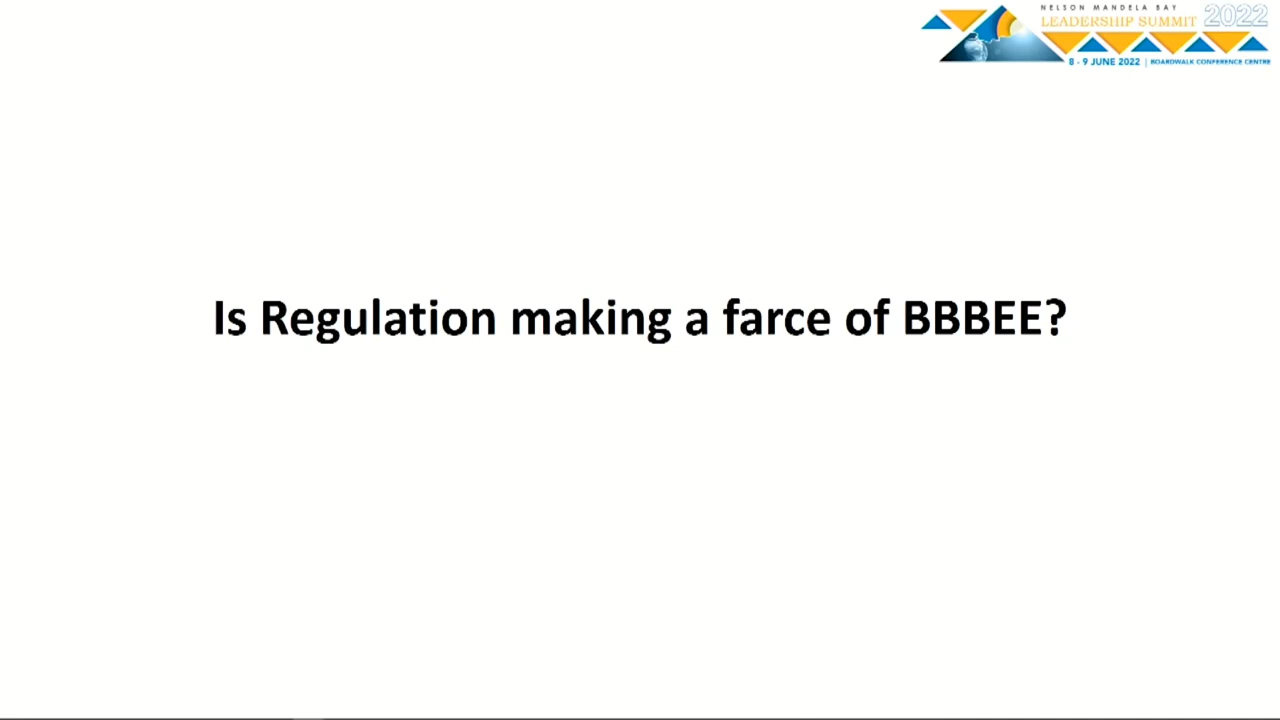 NELSON MANDELA BAY
LEADERSHIP SUMMIT 2022
8 - 9 JUNE 2022 | BOARDWALK CONFERENCE CENTRE
Is Regulation making a farce of BBBEE?